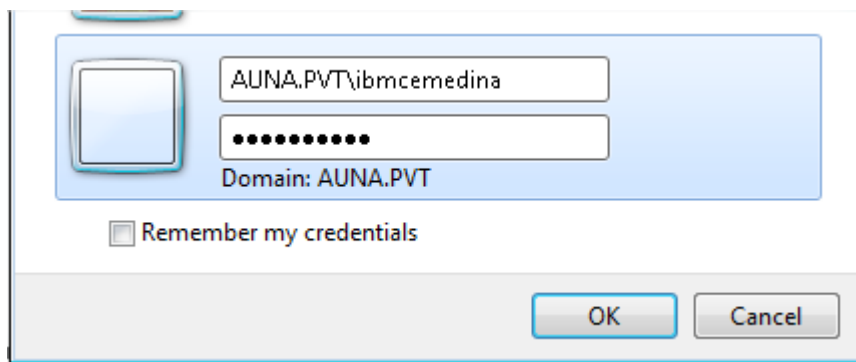 AUNA.PVT\ibmcemedina
●●●●●●●●●●
Domain: AUNA.PVT
Remember my credentials
OK
Cancel